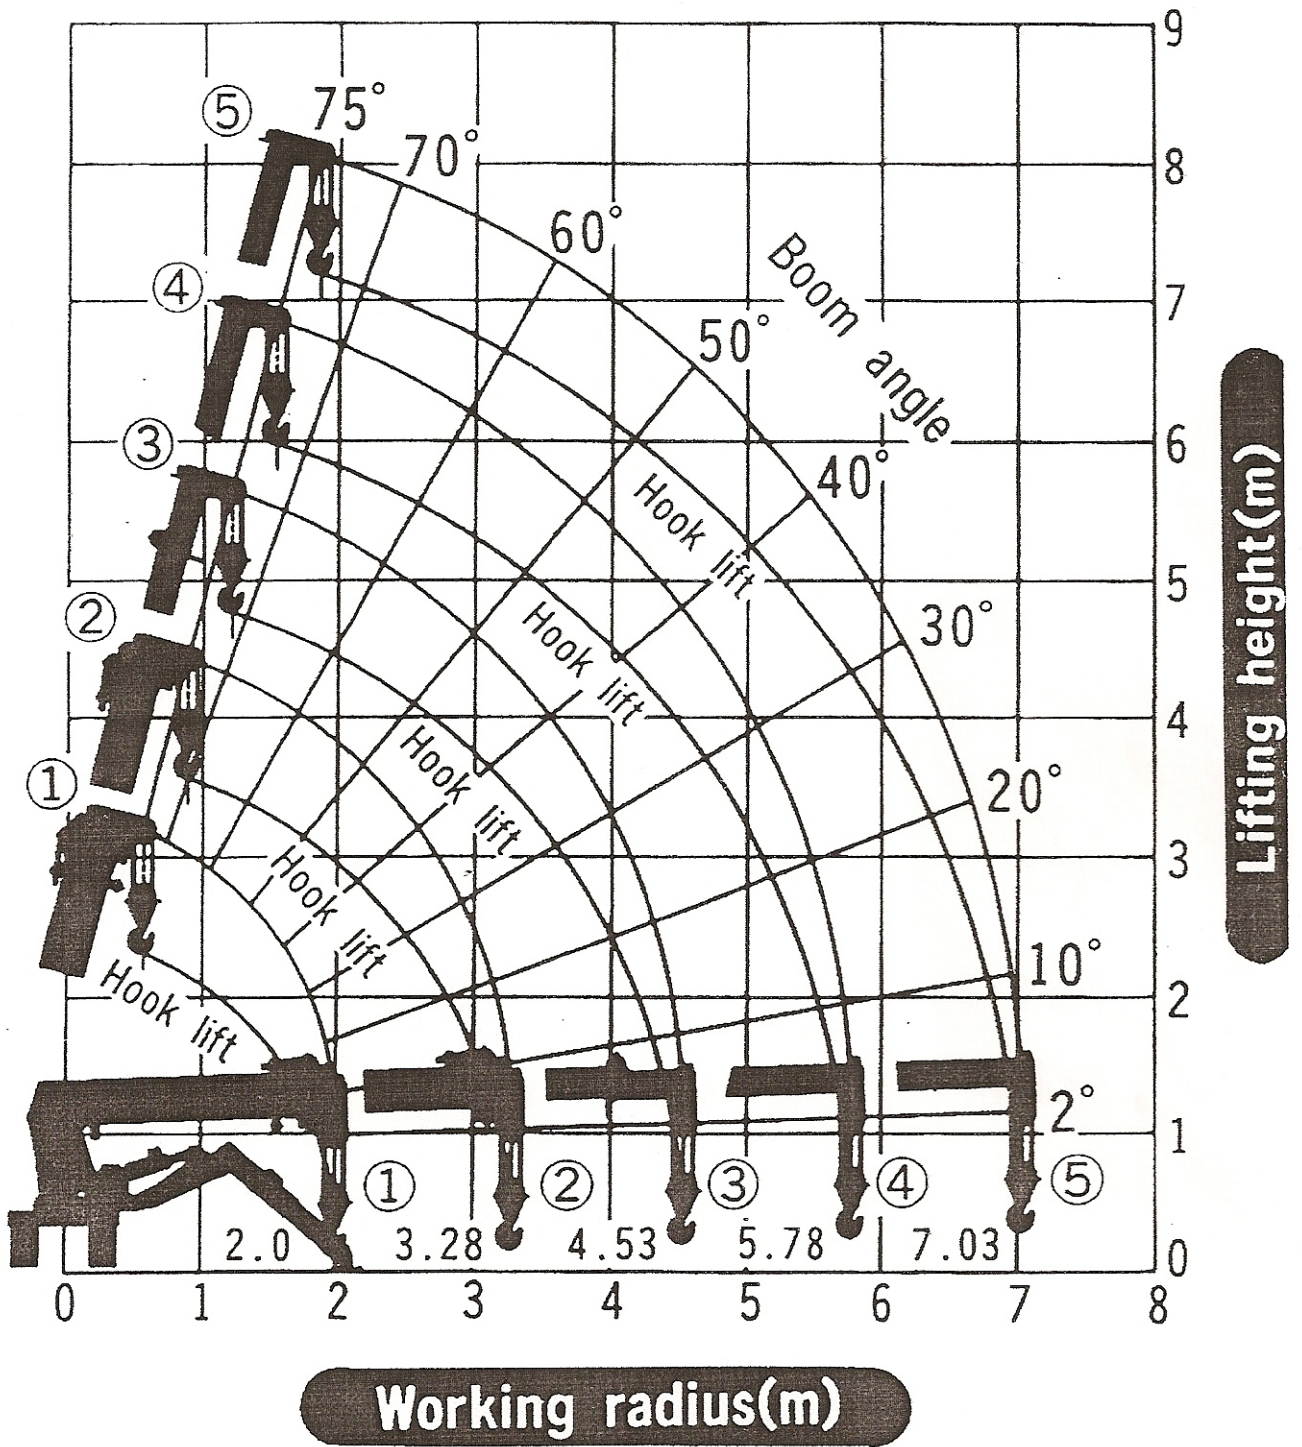 9
⑤ 75°
70°
8
60°
④
7
50°
Boom angle
③
6
40°
Hook lift
5
②
Hook lift
30°
4
①
Hook lift
20°
3
Hook lift
10°
2
Hook lift
2°
1
① ② ③ ④ ⑤
2.0 3.28 4.53 5.78 7.03
0
0 1 2 3 4 5 6 7 8
Working radius(m)
Lifting height(m)